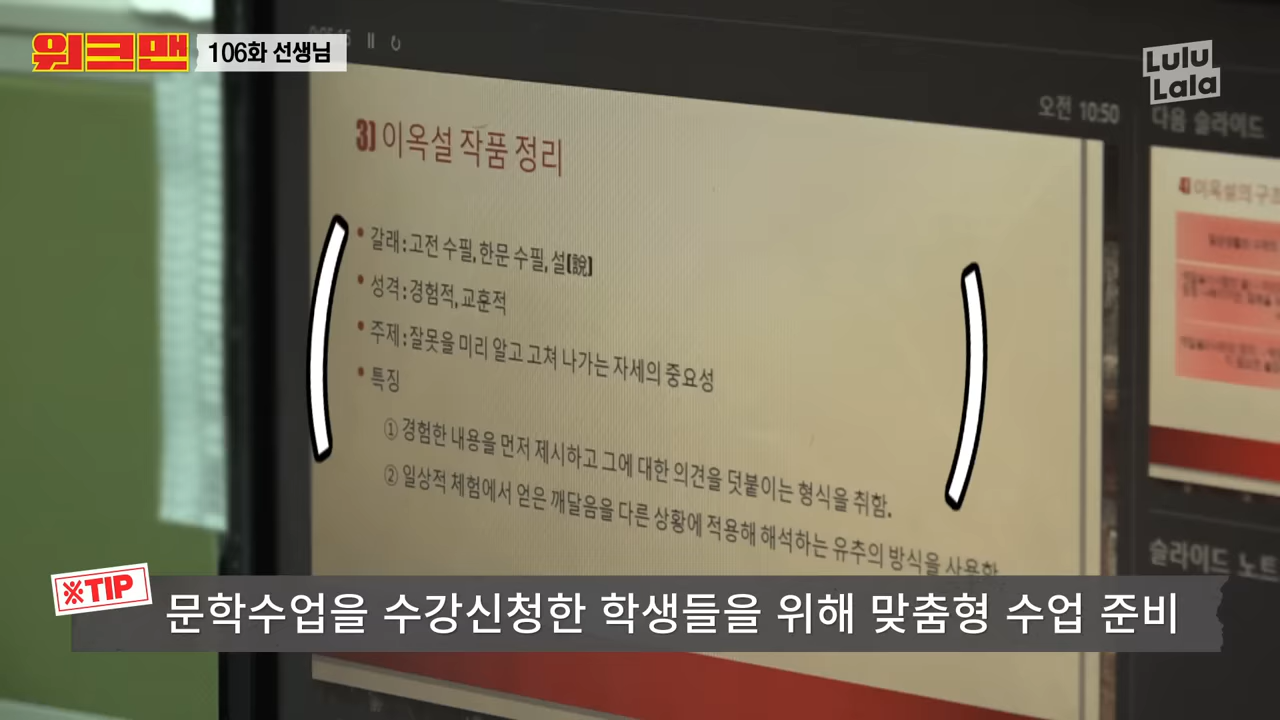 워크맨 106화 선생님
Lulu
Lala
오전 10:50
다음 슬라이드
3) 이옥설 작품 정리
• 갈래 : 고전 수필, 한문 수필, 설(說)
• 성격 : 경험적, 교훈적
• 주제 : 잘못을 미리 알고 고쳐 나가는 자세의 중요성
• 특징
① 경험한 내용을 먼저 제시하고 그에 대한 의견을 덧붙이는 형식을 취함.
② 일상적 체험에서 얻은 깨달음을 다른 상황에 적용해 해석하는 유추의 방식을 사용함.
4) 이옥설의 구조
슬라이드 노트
※TIP
문학수업을 수강신청한 학생들을 위해 맞춤형 수업 준비